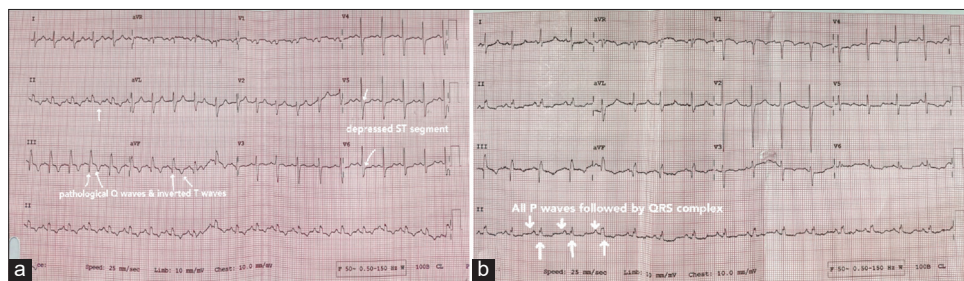 I aVR V1 V4
II aVL V2 V5
depressed ST segment
III aVF V3 V6
pathological Q waves & inverted T waves
II
Speed: 25 mm/sec Limb: 10 mm/mV Chest: 10.0 mm/mV F 50~ 0.50-150 Hz W 100B CL
a
I aVR V1 V4
II aVL V2 V5
III aVF V3 V6
All P waves followed by QRS complex
II
Speed: 25 mm/sec Limb: mm/mV Chest: 10.0 mm/mV F 50~ 0.50-150 Hz W 100B CL
b